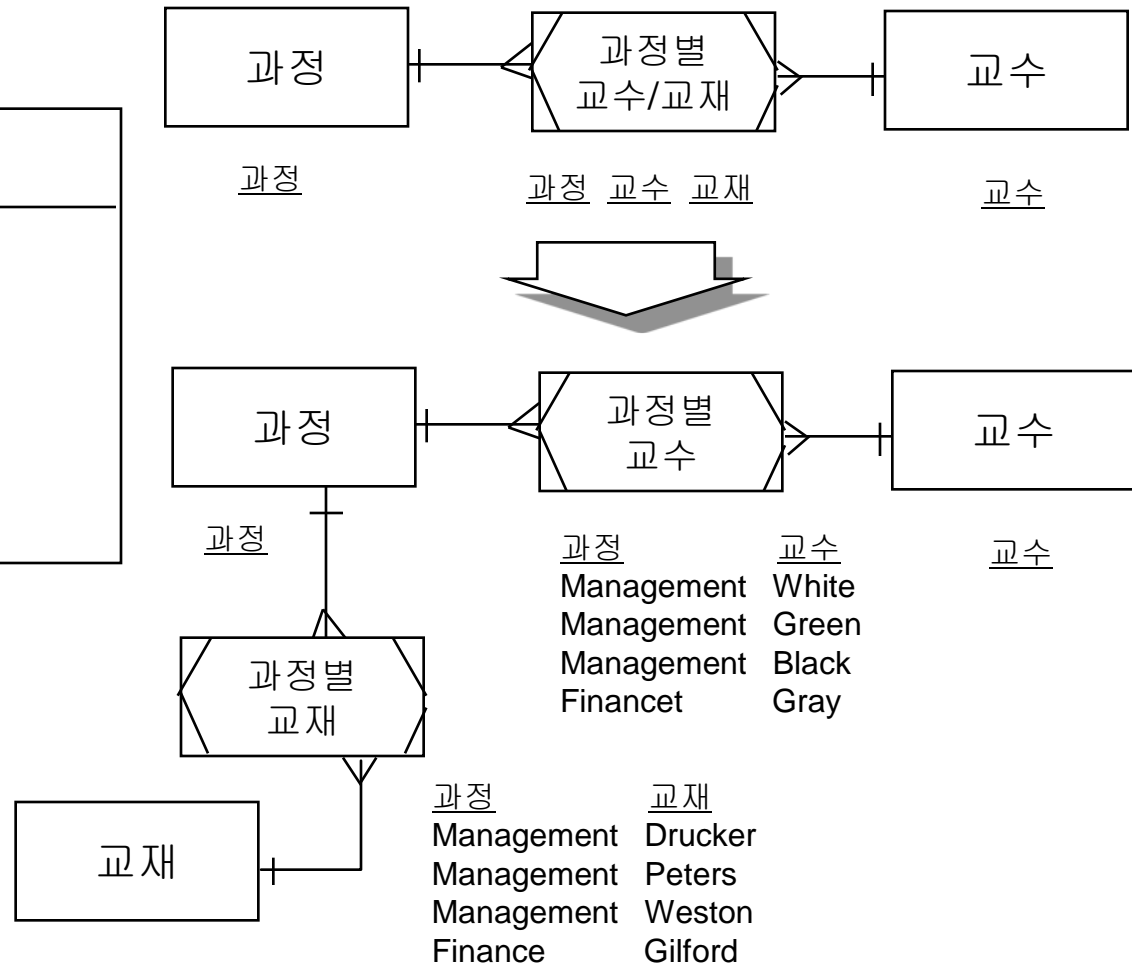 과정
과정별
교수/교재
교수
과정
과정 교수 교재
교수
과정
과정별
교수
교수
과정
과정 교수
Management White
Management Green
Management Black
Financet Gray
교수
과정별
교재
교재
과정 교재
Management Drucker
Management Peters
Management Weston
Finance Gilford